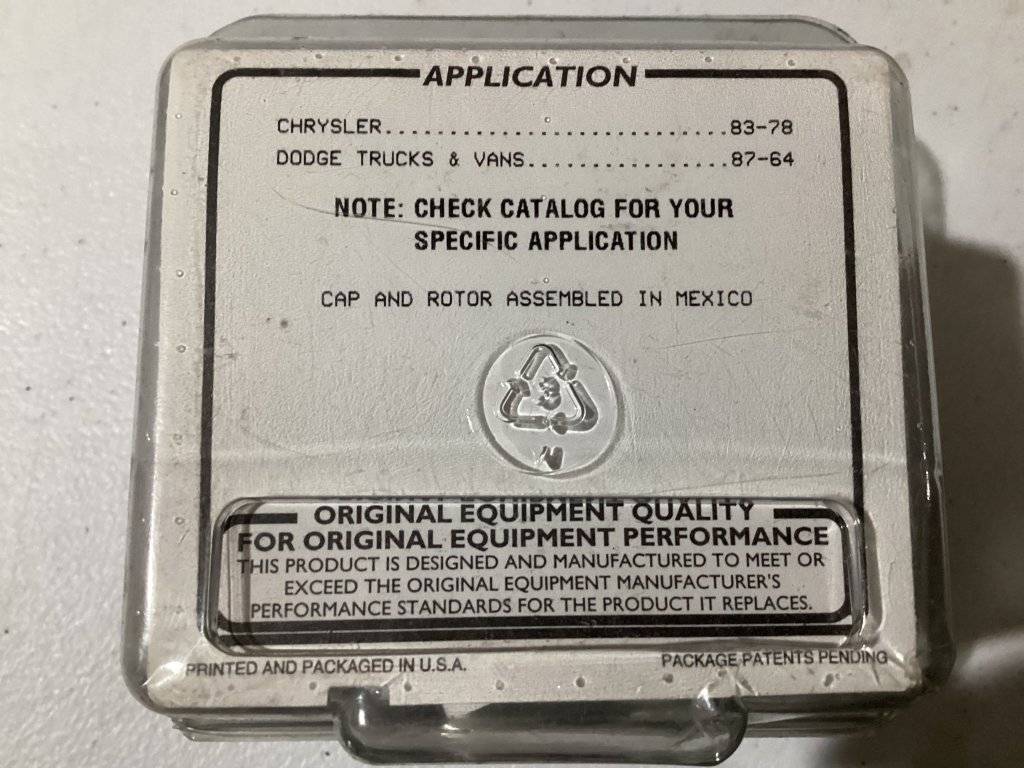 APPLICATION
CHRYSLER..........................83-78
DODGE TRUCKS & VANS................87-64
NOTE: CHECK CATALOG FOR YOUR
SPECIFIC APPLICATION
CAP AND ROTOR ASSEMBLED IN MEXICO
3
ORIGINAL EQUIPMENT QUALITY
FOR ORIGINAL EQUIPMENT PERFORMANCE
THIS PRODUCT IS DESIGNED AND MANUFACTURED TO MEET OR
EXCEED THE ORIGINAL EQUIPMENT MANUFACTURER'S
PERFORMANCE STANDARDS FOR THE PRODUCT IT REPLACES.
PRINTED AND PACKAGED IN U.S.A.
PACKAGE PATENTS PENDING